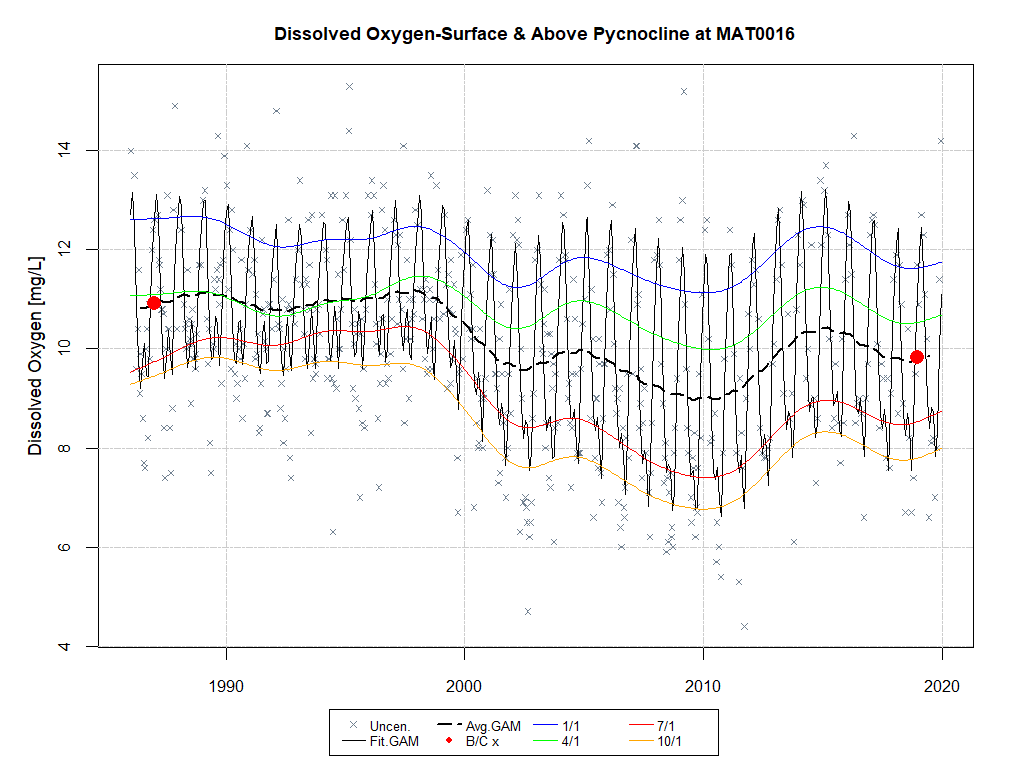 Dissolved Oxygen-Surface & Above Pycnocline at MAT0016
Dissolved Oxygen [mg/L]
14
12
10
8
6
4
1990 2000 2010 2020
Uncen. Avg.GAM 1/1 7/1
Fit.GAM B/C x 4/1 10/1